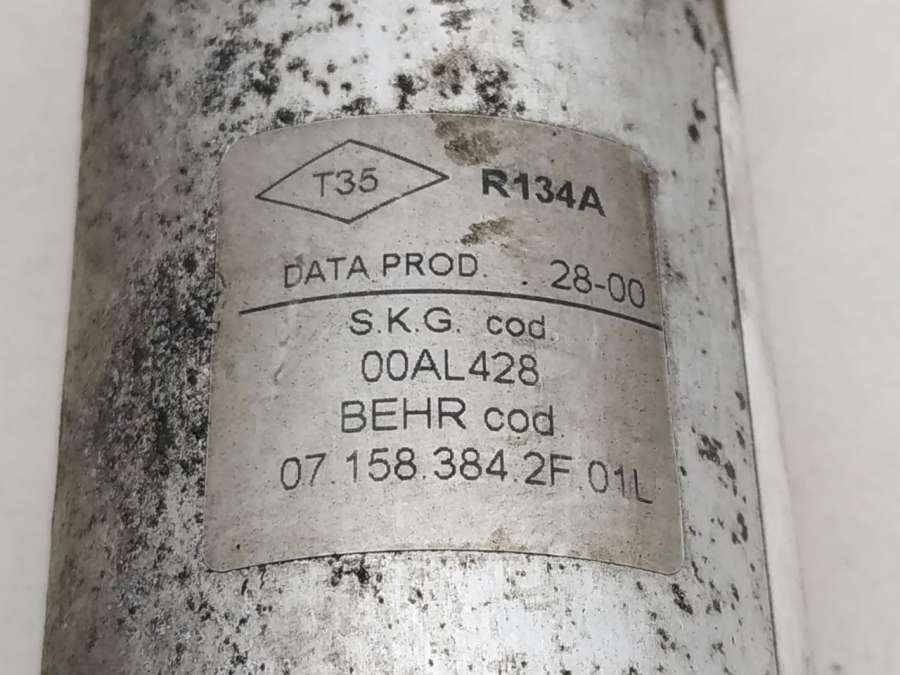 T35 R134A
DATA PROD. . 28-00
S.K.G. cod.
00AL428
BEHR cod.
07.158.384.2F.01L